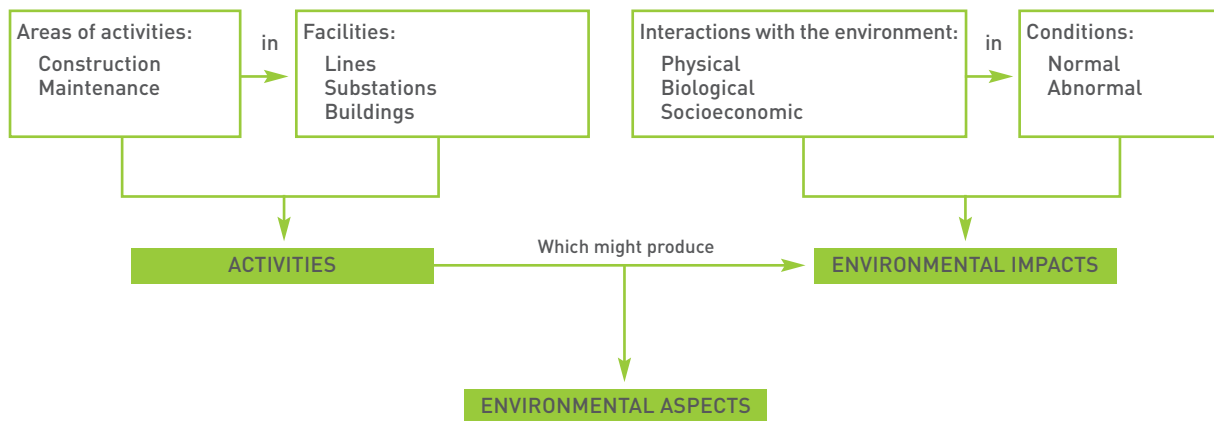 Areas of activities:
Construction
Maintenance
in
Facilities:
Lines
Substations
Buildings
Interactions with the environment:
Physical
Biological
Socioeconomic
in
Conditions:
Normal
Abnormal
ACTIVITIES
Which might produce
ENVIRONMENTAL IMPACTS
ENVIRONMENTAL ASPECTS